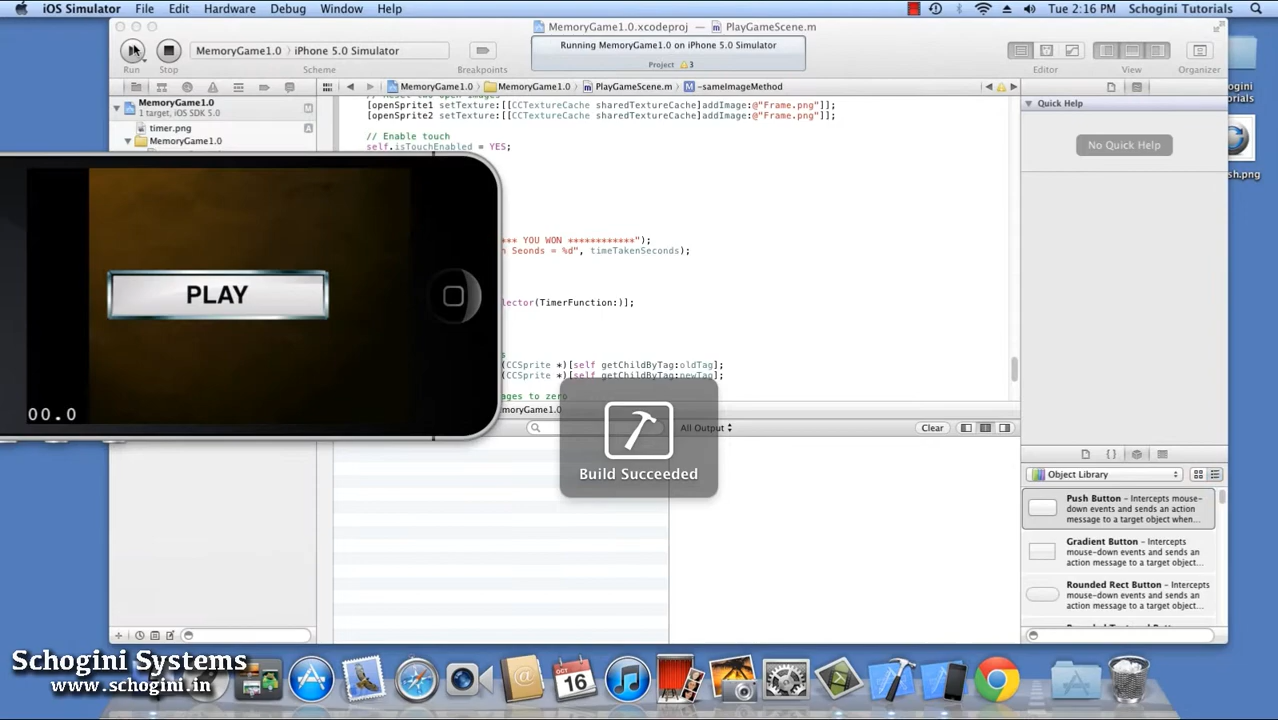 iOS Simulator File Edit Hardware Debug Window Help Tue 2:16 PM Schogini Tutorials
MemoryGame1.0.xcodeproj › PlayGameScene.m
Running MemoryGame1.0 on iPhone 5.0 Simulator
Project 3
MemoryGame1.0 › iPhone 5.0 Simulator
Run Stop Scheme Breakpoints Editor View Organizer
MemoryGame1.0 › MemoryGame1.0 › PlayGameScene.m › M -sameImageMethod
MemoryGame1.0
1 target, iOS SDK 5.0
timer.png A
MemoryGame1.0
[openSprite1 setTexture:[[CCTextureCache sharedTextureCache]addImage:@"Frame.png"]];
[openSprite2 setTexture:[[CCTextureCache sharedTextureCache]addImage:@"Frame.png"]];
// Enable touch
self.isTouchEnabled = YES;
*** YOU WON ************");
n Seonds = %d", timeTakenSeconds);
lector(TimerFunction:)];
s
(CCSprite *)[self getChildByTag:oldTag];
(CCSprite *)[self getChildByTag:newTag];
ages to zero
moryGame1.0
All Output
Clear
PLAY
00.0
Build Succeeded
Quick Help
No Quick Help
Object Library
Push Button - Intercepts mouse-
down events and sends an action
message to a target object when...
Gradient Button - Intercepts
mouse-down events and sends an
action message to a target object...
Rounded Rect Button - Intercepts
mouse-down events and sends an
action message to a target object...
Schogini Systems
www.schogini.in
OCT
16